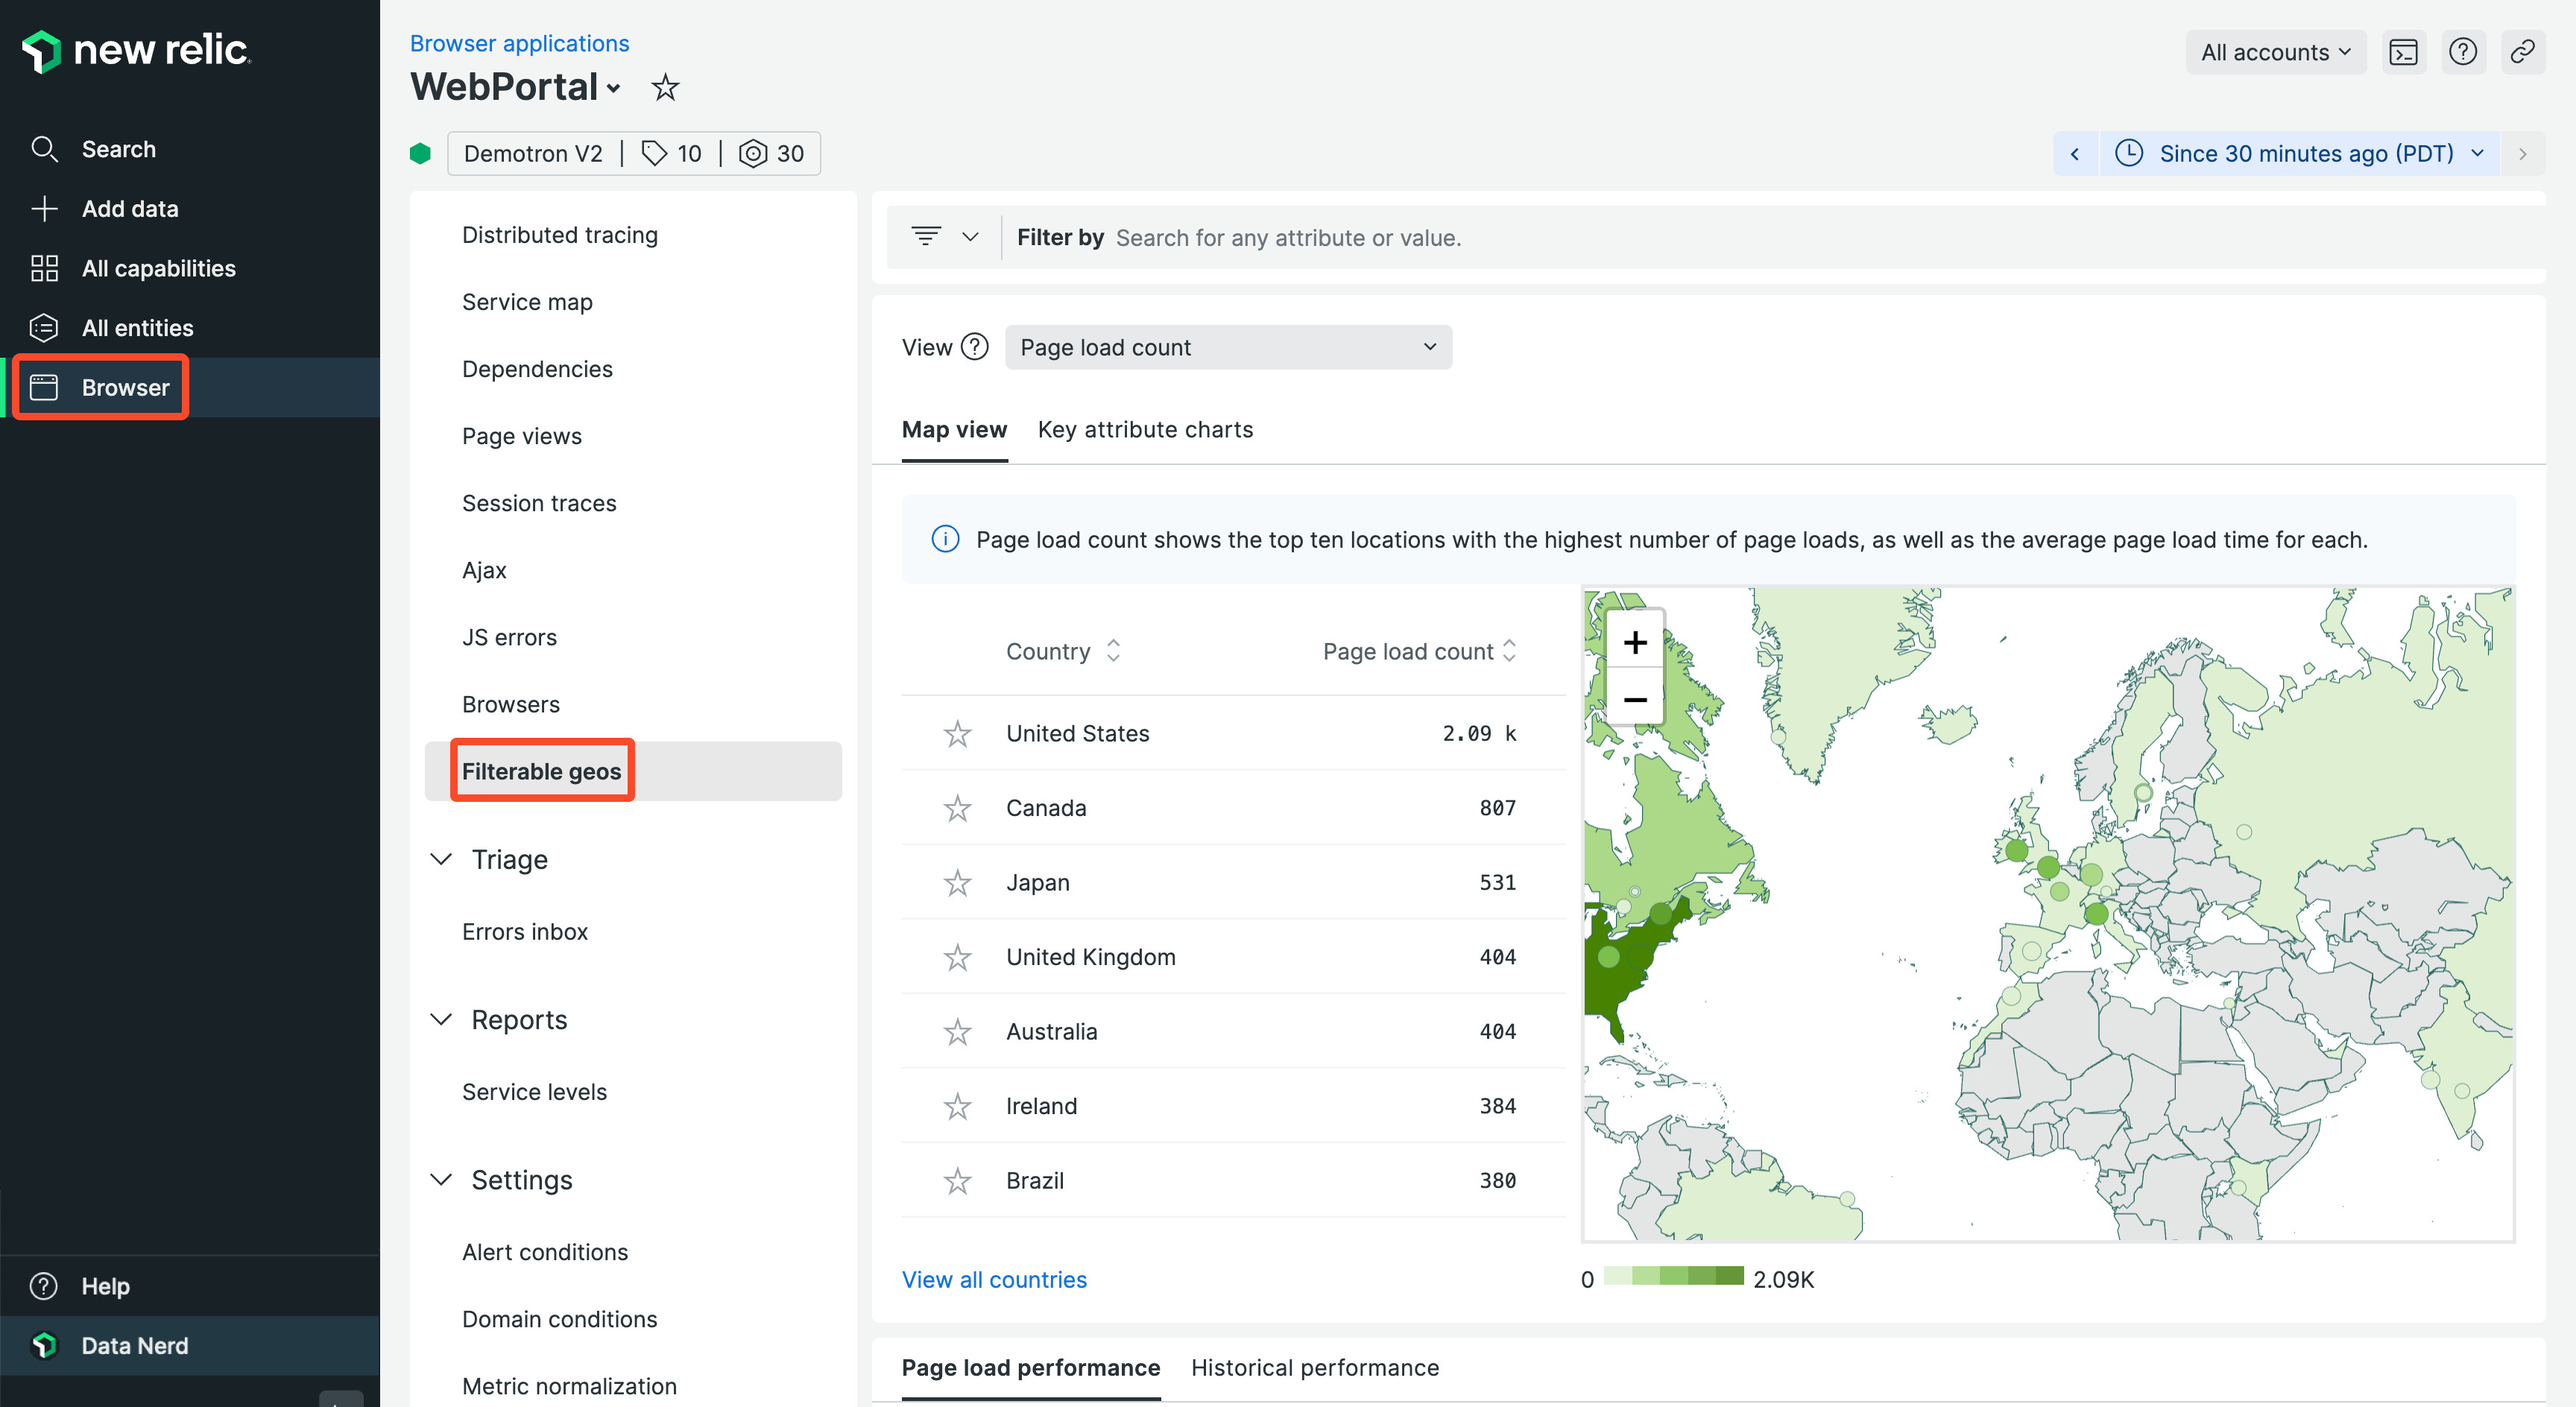 new relic.
Search
Add data
All capabilities
All entities
Browser
Help
Data Nerd
Browser applications
WebPortal
All accounts
Demotron V2 | 10 | 30
Since 30 minutes ago (PDT)
Distributed tracing
Service map
Dependencies
Page views
Session traces
Ajax
JS errors
Browsers
Filterable geos
Triage
Errors inbox
Reports
Service levels
Settings
Alert conditions
Domain conditions
Metric normalization
Filter by Search for any attribute or value.
View Page load count
Map view Key attribute charts
Page load count shows the top ten locations with the highest number of page loads, as well as the average page load time for each.
Country Page load count
United States 2.09 k
Canada 807
Japan 531
United Kingdom 404
Australia 404
Ireland 384
Brazil 380
View all countries
+
−
0 2.09K
Page load performance Historical performance